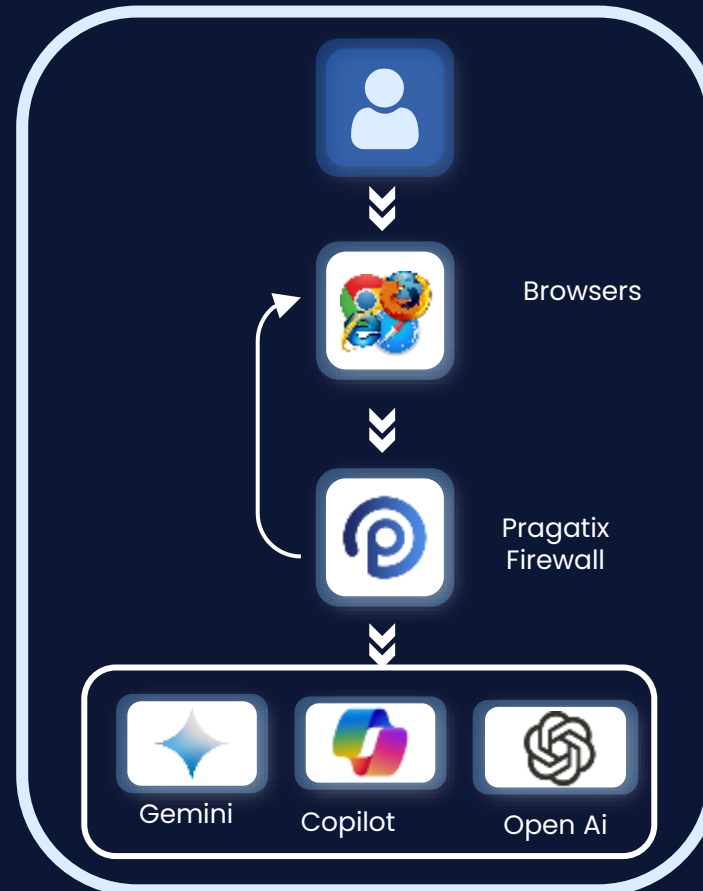 Browsers
Pragatix
Firewall
Gemini
Copilot
Open Ai